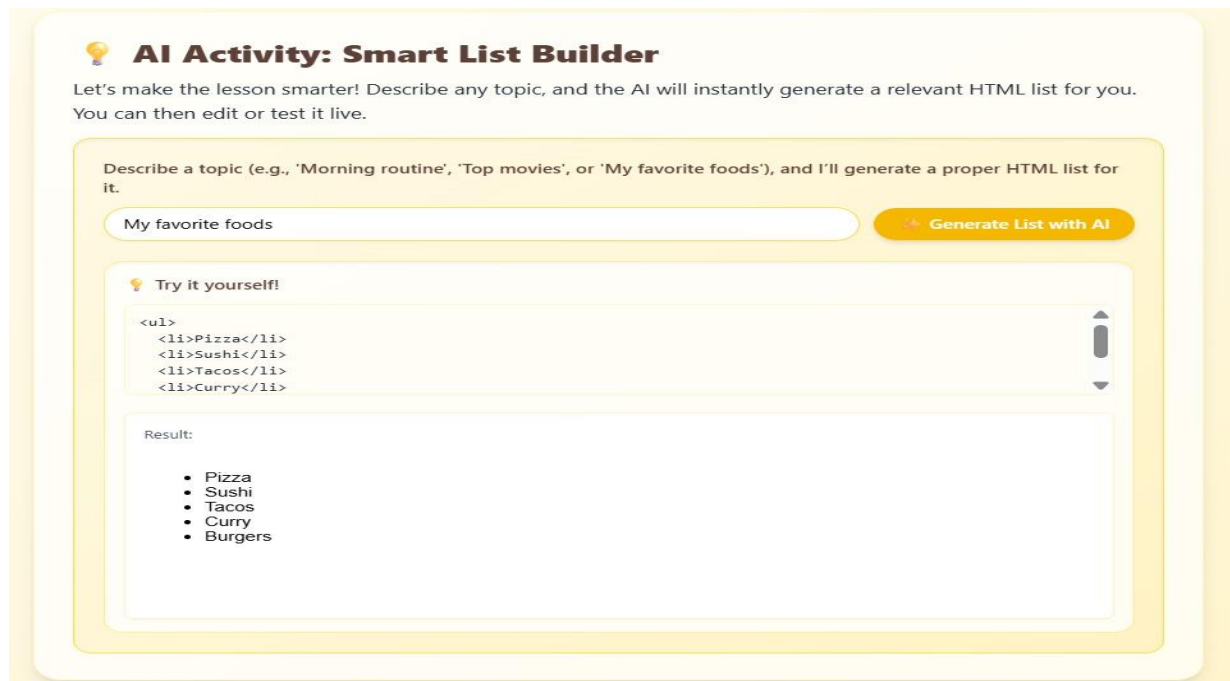 AI Activity: Smart List Builder
Let's make the lesson smarter! Describe any topic, and the AI will instantly generate a relevant HTML list for you.
You can then edit or test it live.
Describe a topic (e.g., 'Morning routine', 'Top movies', or 'My favorite foods'), and I'll generate a proper HTML list for
it.
My favorite foods
Generate List with AI
Try it yourself!
<ul>
<li>Pizza</li>
<li>Sushi</li>
<li>Tacos</li>
<li>Curry</li>
Result:
• Pizza
• Sushi
• Tacos
• Curry
• Burgers